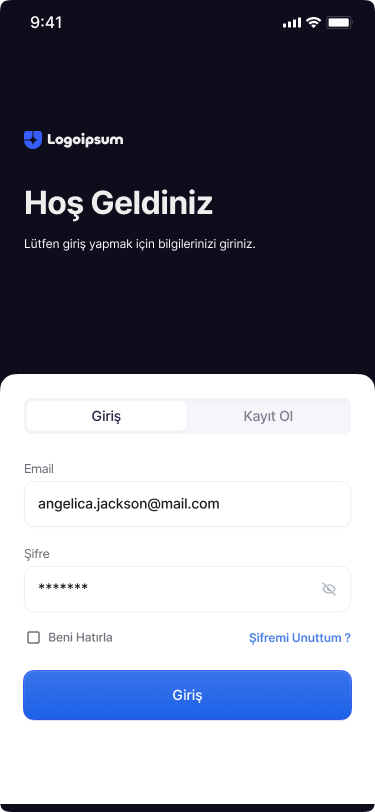 9:41
Logoipsum
Hoş Geldiniz
Lütfen giriş yapmak için bilgilerinizi giriniz.
Giriş
Kayıt Ol
Email
angelica.jackson@mail.com
Şifre
*******
Beni Hatırla
Şifremi Unuttum ?
Giriş